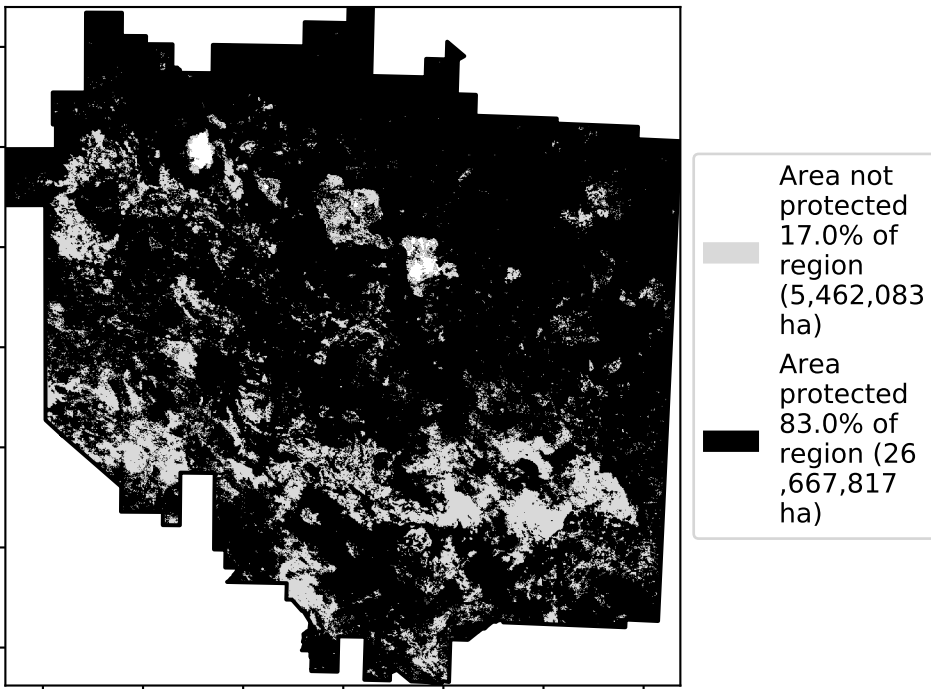 Area not
protected
17.0% of
region
(5,462,083
ha)
Area
protected
83.0% of
region (26
,667,817
ha)